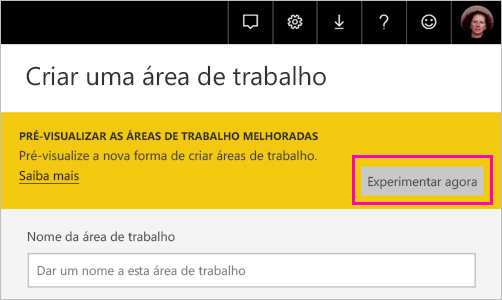 Criar uma área de trabalho
PRÉ-VISUALIZAR AS ÁREAS DE TRABALHO MELHORADAS
Pré-visualize a nova forma de criar áreas de trabalho.
Saiba mais
Experimentar agora
Nome da área de trabalho
Dar um nome a esta área de trabalho